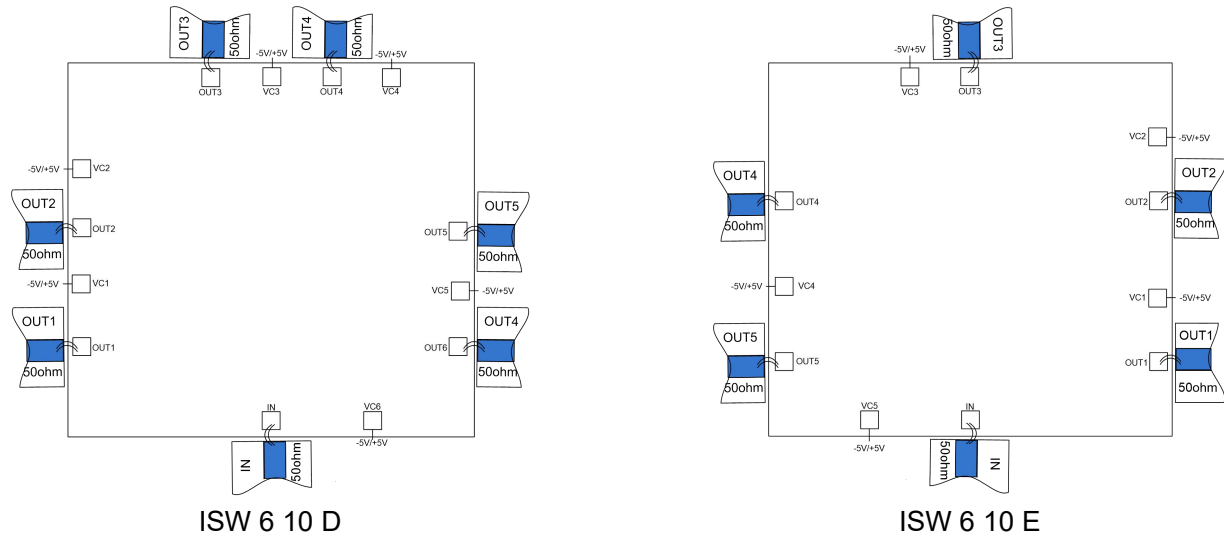 OUT3
50ohm
OUT4
50ohm
-5V/+5V
-5V/+5V
OUT3
VC3
OUT4
VC4
-5V/+5V
VC2
OUT2
50ohm
OUT2
-5V/+5V
VC1
OUT1
50ohm
OUT1
OUT5
OUT5
50ohm
VC5
-5V/+5V
OUT4
OUT6
50ohm
IN
VC6
-5V/+5V
IN
50ohm
ISW 6 10 D
50ohm
OUT3
-5V/+5V
VC3
OUT3
VC2
-5V/+5V
OUT4
50ohm
OUT4
OUT2
OUT2
50ohm
-5V/+5V
VC4
VC1
-5V/+5V
OUT5
50ohm
OUT5
OUT1
OUT1
50ohm
VC5
-5V/+5V
IN
50ohm
IN
ISW 6 10 E